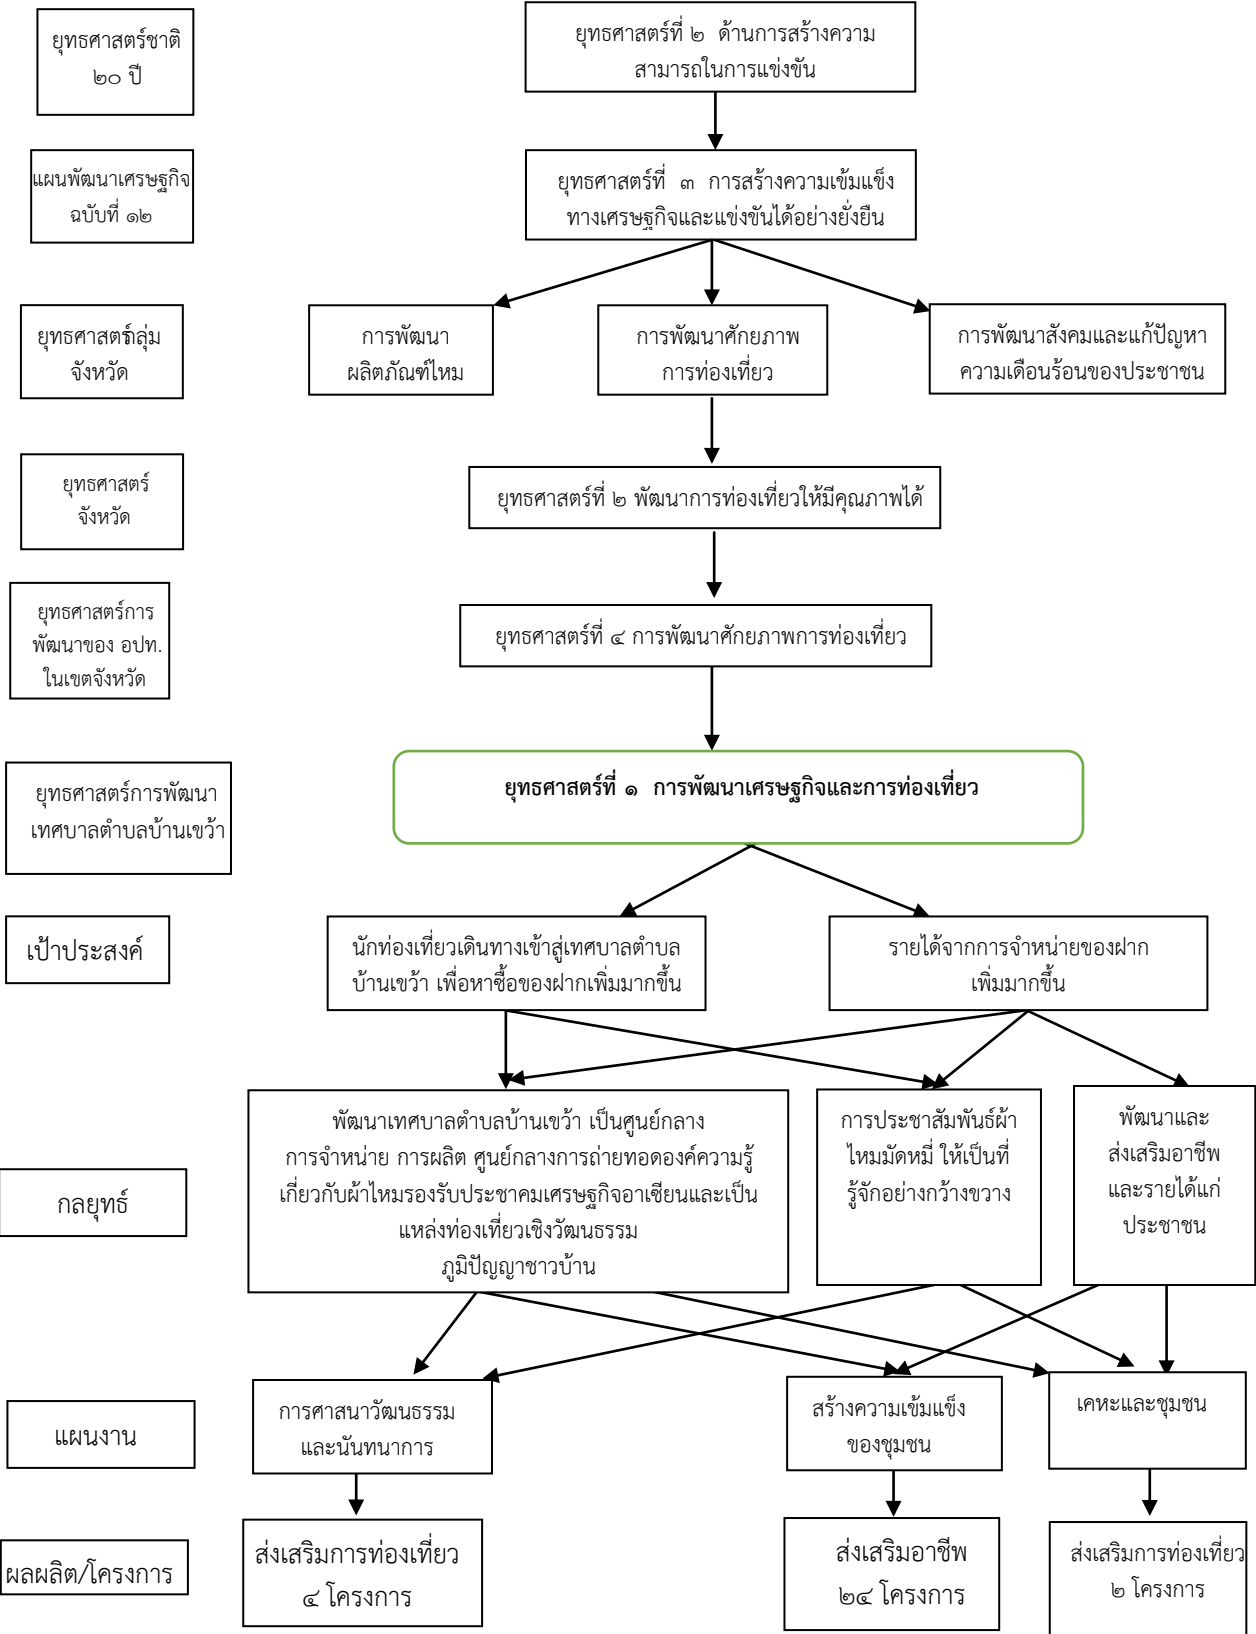 ยุทธศาสตร์ชาติ
๒๐ ปี
ยุทธศาสตร์ที่ ๒ ด้านการสร้างความ
สามารถในการแข่งขัน
แผนพัฒนาเศรษฐกิจ
ฉบับที่ ๑๒
ยุทธศาสตร์ที่ ๓ การสร้างความเข้มแข็ง
ทางเศรษฐกิจและแข่งขันได้อย่างยั่งยืน
ยุทธศาสตร์กลุ่ม
จังหวัด
การพัฒนา
ผลิตภัณฑ์ไหม
การพัฒนาศักยภาพ
การท่องเที่ยว
การพัฒนาสังคมและแก้ปัญหา
ความเดือนร้อนของประชาชน
ยุทธศาสตร์
จังหวัด
ยุทธศาสตร์ที่ ๒ พัฒนาการท่องเที่ยวให้มีคุณภาพได้
ยุทธศาสตร์การ
พัฒนาของ อปท.
ในเขตจังหวัด
ยุทธศาสตร์ที่ ๔ การพัฒนาศักยภาพการท่องเที่ยว
ยุทธศาสตร์การพัฒนา
เทศบาลตำบลบ้านเขว้า
ยุทธศาสตร์ที่ ๑ การพัฒนาเศรษฐกิจและการท่องเที่ยว
เป้าประสงค์
นักท่องเที่ยวเดินทางเข้าสู่เทศบาลตำบล
บ้านเขว้า เพื่อหาซื้อของฝากเพิ่มมากขึ้น
รายได้จากการจำหน่ายของฝาก
เพิ่มมากขึ้น
กลยุทธ์
พัฒนาเทศบาลตำบลบ้านเขว้า เป็นศูนย์กลาง
การจำหน่าย การผลิต ศูนย์กลางการถ่ายทอดองค์ความรู้
เกี่ยวกับผ้าไหมรองรับประชาคมเศรษฐกิจอาเซียนและเป็น
แหล่งท่องเที่ยวเชิงวัฒนธรรม
ภูมิปัญญาชาวบ้าน
การประชาสัมพันธ์ผ้า
ไหมมัดหมี่ ให้เป็นที่
รู้จักอย่างกว้างขวาง
พัฒนาและ
ส่งเสริมอาชีพ
และรายได้แก่
ประชาชน
แผนงาน
การศาสนาวัฒนธรรม
และนันทนาการ
สร้างความเข้มแข็ง
ของชุมชน
เคหะและชุมชน
ผลผลิต/โครงการ
ส่งเสริมการท่องเที่ยว
๔ โครงการ
ส่งเสริมอาชีพ
๒๔ โครงการ
ส่งเสริมการท่องเที่ยว
๒ โครงการ